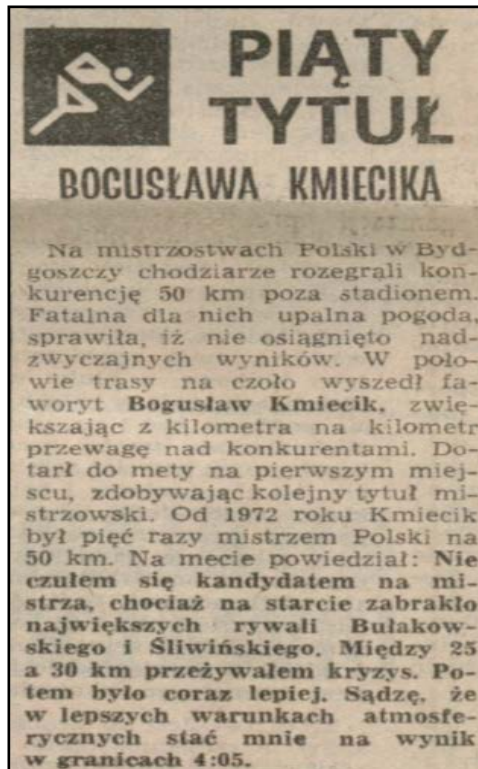 PIĄTY
TYTUŁ
BOGUSŁAWA KMIECIKA
Na mistrzostwach Polski w Byd-
goszczy chodziarze rozegrali kon-
kurencję 50 km poza stadionem.
Fatalna dla nich upalna pogoda,
sprawiła, iż nie osiągnięto nad-
zwyczajnych wyników. W poło-
wie trasy na czoło wyszedł fa-
woryt Bogusław Kmiecik, zwię-
kszając z kilometra na kilometr
przewagę nad konkurentami. Do-
tarł do mety na pierwszym miej-
scu, zdobywając kolejny tytuł mi-
strzowski. Od 1972 roku Kmiecik
był pięć razy mistrzem Polski na
50 km. Na mecie powiedział: Nie
czułem się kandydatem na mi-
strza, chociaż na starcie zabrakło
największych rywali Bułakow-
skiego i Śliwińskiego. Między 25
a 30 km przeżywałem kryzys. Po-
tem było coraz lepiej. Sądzę, że
w lepszych warunkach atmosfe-
rycznych stać mnie na wynik
w granicach 4:05.